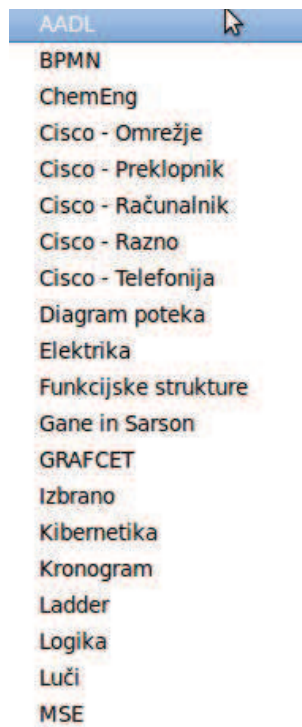 AADL
BPMN
ChemEng
Cisco - Omrežje
Cisco - Preklopnik
Cisco - Računalnik
Cisco - Razno
Cisco - Telefonija
Diagram poteka
Elektrika
Funkcijske strukture
Gane in Sarson
GRAFCET
Izbrano
Kibernetika
Kronogram
Ladder
Logika
Luči
MSE